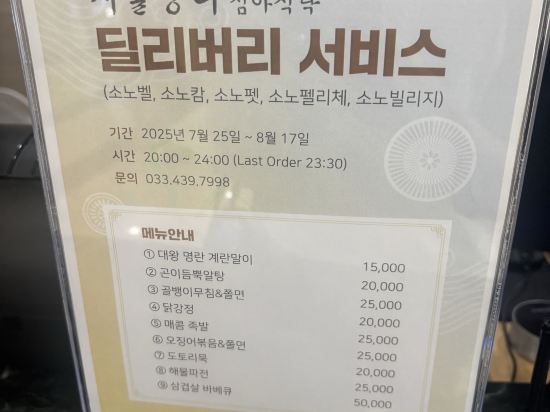 딜리버리 서비스
(소노벨, 소노캄, 소노펫, 소노펠리체, 소노빌리지)
기간 2025년 7월 25일 ~ 8월 17일
시간 20:00 ~ 24:00 (Last Order 23:30)
문의 033.439.7998
메뉴안내
① 대왕 명란 계란말이 15,000
② 곤이듬뿍알탕 20,000
③ 골뱅이무침&쫄면 25,000
④ 닭강정 20,000
⑤ 매콤 족발 25,000
⑥ 오징어볶음&쫄면 25,000
⑦ 도토리묵 20,000
⑧ 해물파전 25,000
⑨ 삼겹살 바베큐 50,000